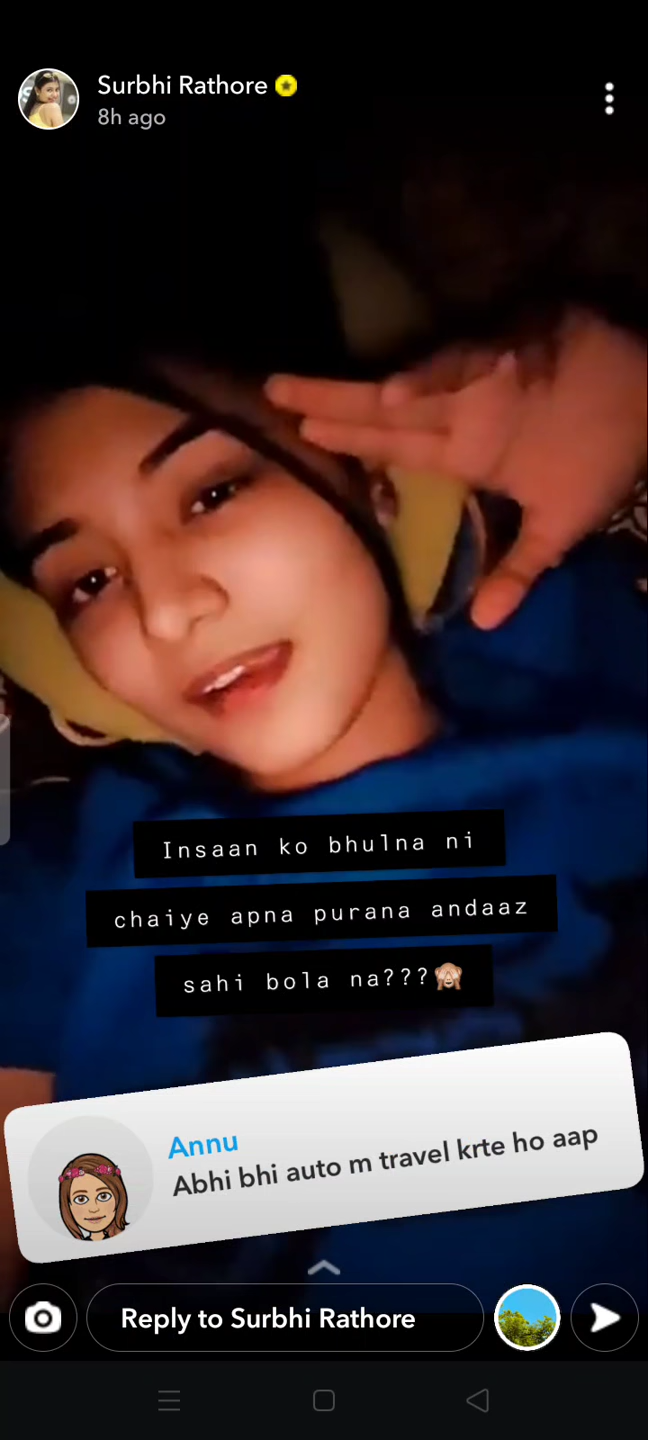 Surbhi Rathore
8h ago
Insaan ko bhulna ni
chaiye apna purana andaaz
sahi bola na???🙈
Annu
Abhi bhi auto m travel krte ho aap
Reply to Surbhi Rathore